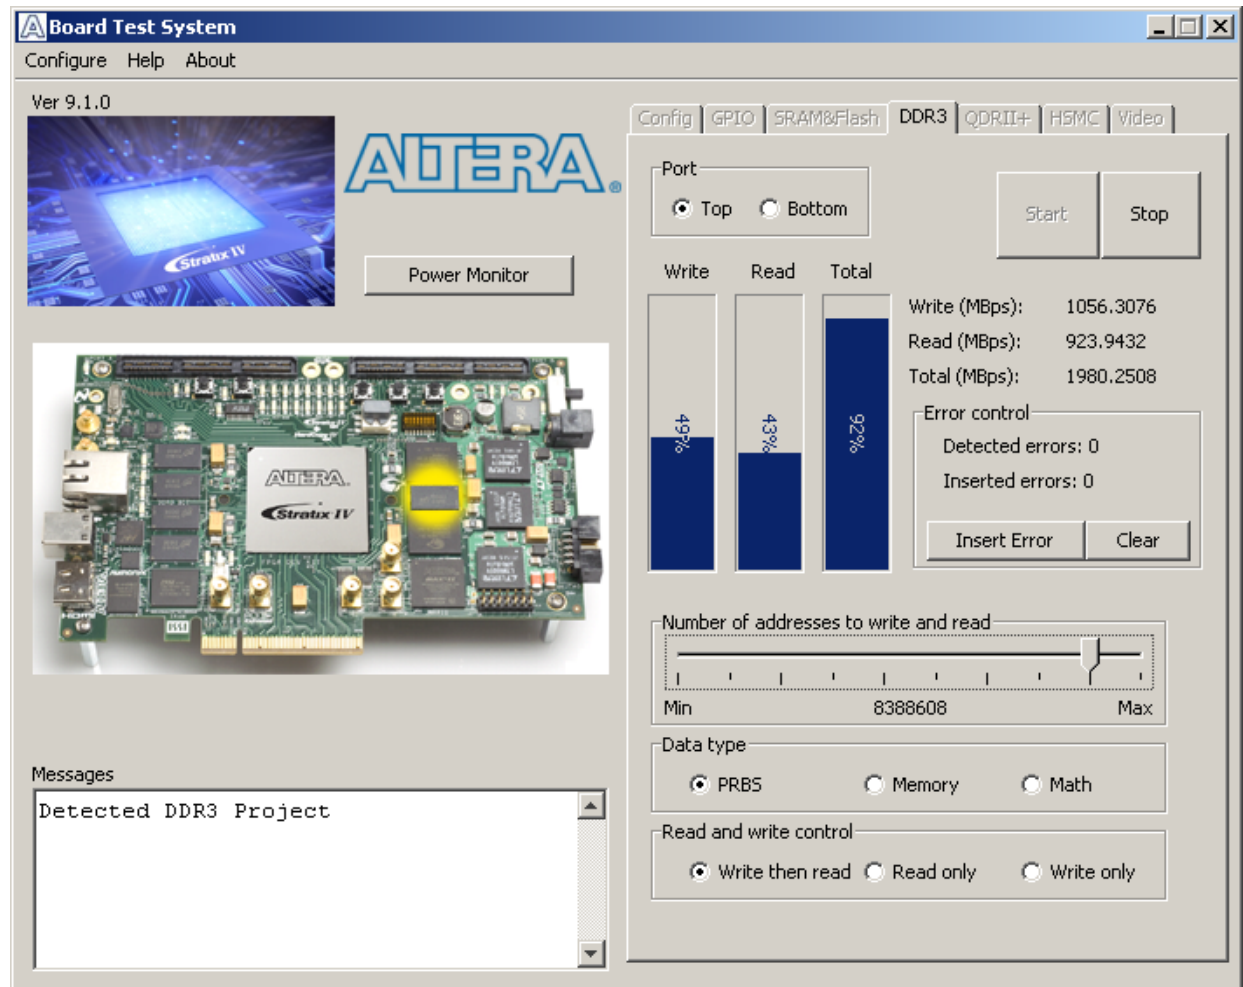 Board Test System
Configure Help About
Ver 9.1.0
Stratix IV
ALTERA®
Power Monitor
ALTERA
Stratix IV
Messages
Detected DDR3 Project
Config GPIO SRAM&Flash DDR3 QDRII+ HSMC Video
Port
Top Bottom
Start Stop
Write Read Total
49% 43% 92%
Write (MBps): 1056.3076
Read (MBps): 923.9432
Total (MBps): 1980.2508
Error control
Detected errors: 0
Inserted errors: 0
Insert Error Clear
Number of addresses to write and read
Min 8388608 Max
Data type
PRBS Memory Math
Read and write control
Write then read Read only Write only